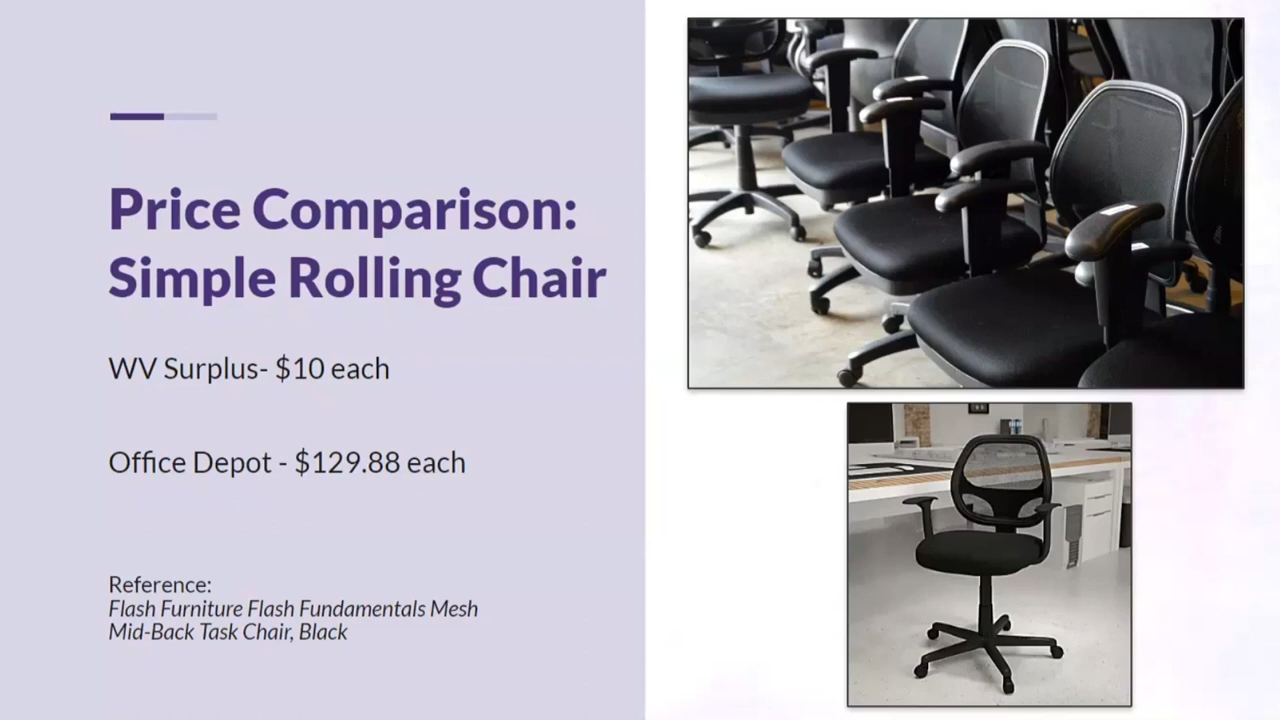 Price Comparison:
Simple Rolling Chair
WV Surplus- $10 each
Office Depot - $129.88 each
Reference:
Flash Furniture Flash Fundamentals Mesh
Mid-Back Task Chair, Black